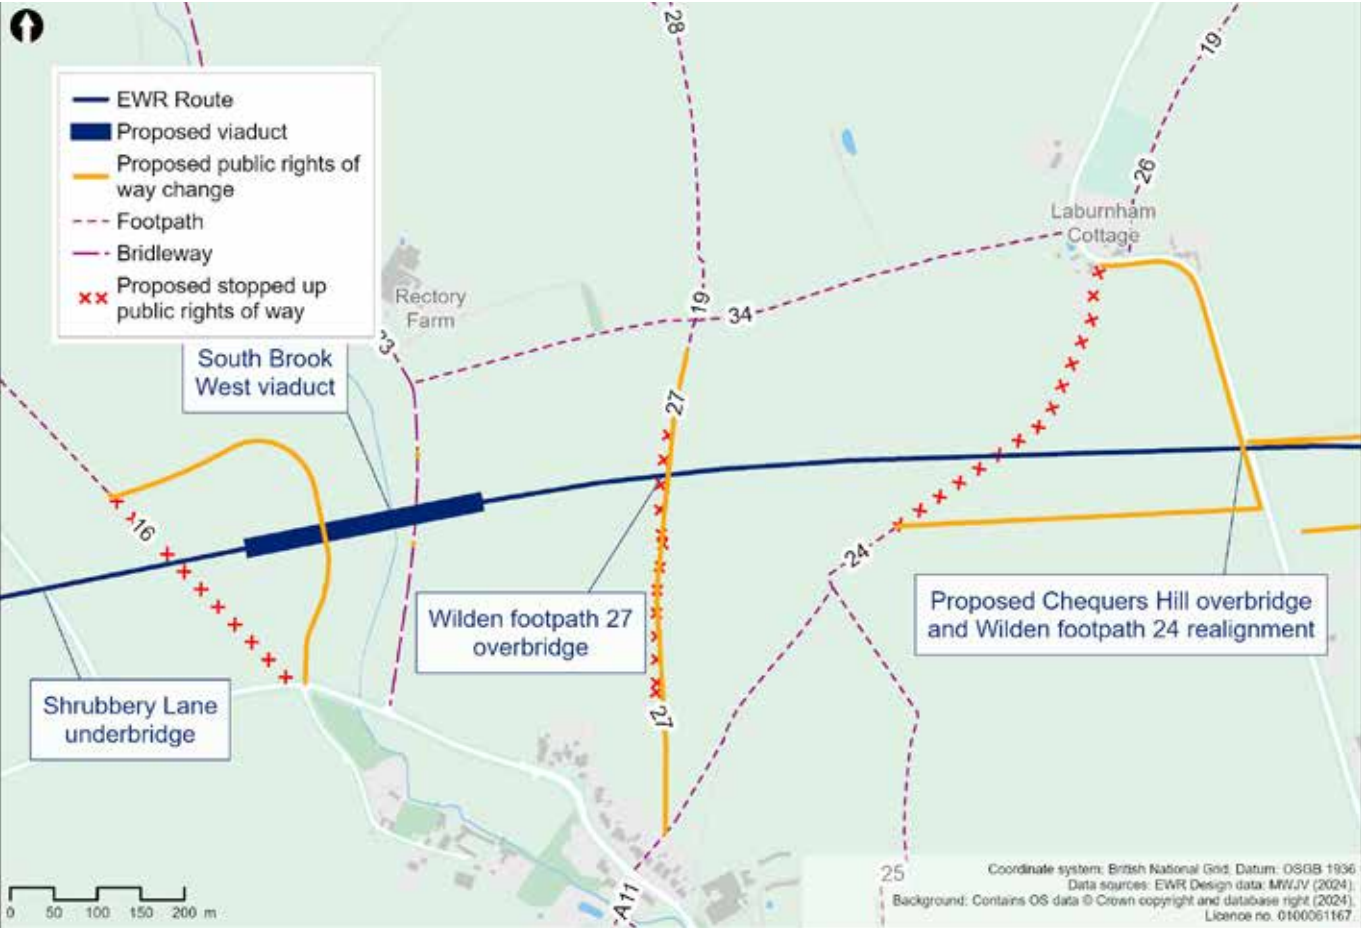 28
19
EWR Route
Proposed viaduct
Proposed public rights of
way change
Footpath
Bridleway
Proposed stopped up
public rights of way
26
Laburnham
Cottage
Rectory
Farm
19
34
South Brook
West viaduct
27
16
24
Wilden footpath 27
overbridge
Proposed Chequers Hill overbridge
and Wilden footpath 24 realignment
Shrubbery Lane
underbridge
27
25
A11
0 50 100 150 200 m
Coordinate system: British National Grid, Datum: OSGB 1936
Data sources: EWR Design data: MWJV (2024),
Background: Contains OS data © Crown copyright and database right (2024),
Licence no. 0100061167.